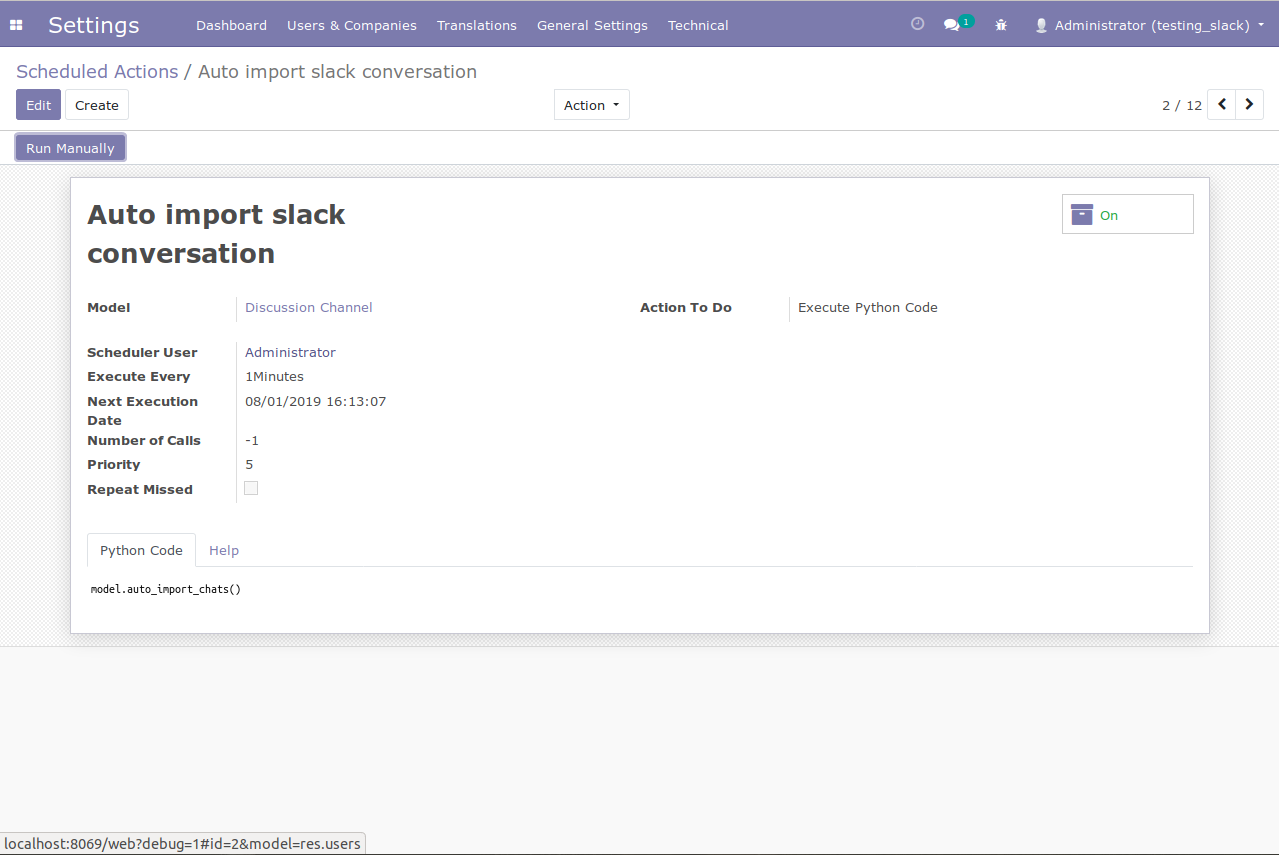 Settings Dashboard Users & Companies Translations General Settings Technical 1 Administrator (testing_slack)
Scheduled Actions / Auto import slack conversation
Edit Create Action 2 / 12
Run Manually
Auto import slack
conversation
On
Model Discussion Channel Action To Do Execute Python Code
Scheduler User Administrator
Execute Every 1Minutes
Next Execution 08/01/2019 16:13:07
Date
Number of Calls -1
Priority 5
Repeat Missed
Python Code Help
model.auto_import_chats()
localhost:8069/web?debug=1#id=2&model=res.users